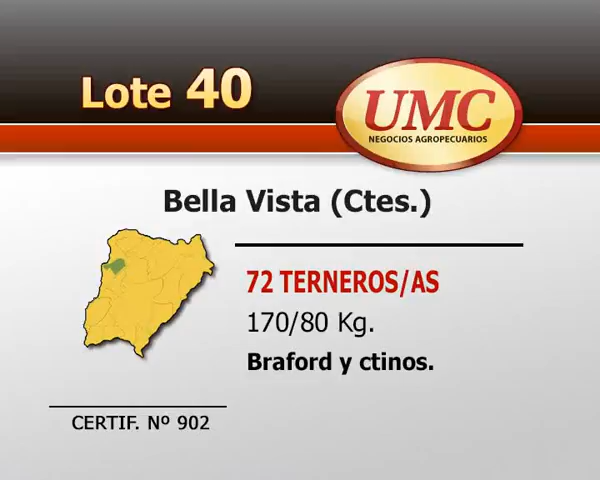 Lote 40
UMC
NEGOCIOS AGROPECUARIOS
Bella Vista (Ctes.)
72 TERNEROS/AS
170/80 Kg.
Braford y ctinos.
CERTIF. Nº 902